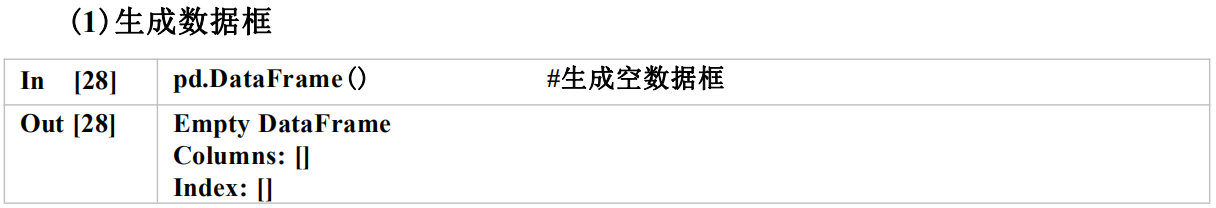 (1)生成数据框
In [28] pd.DataFrame() #生成空数据框
Out [28] Empty DataFrame
Columns: []
Index: []